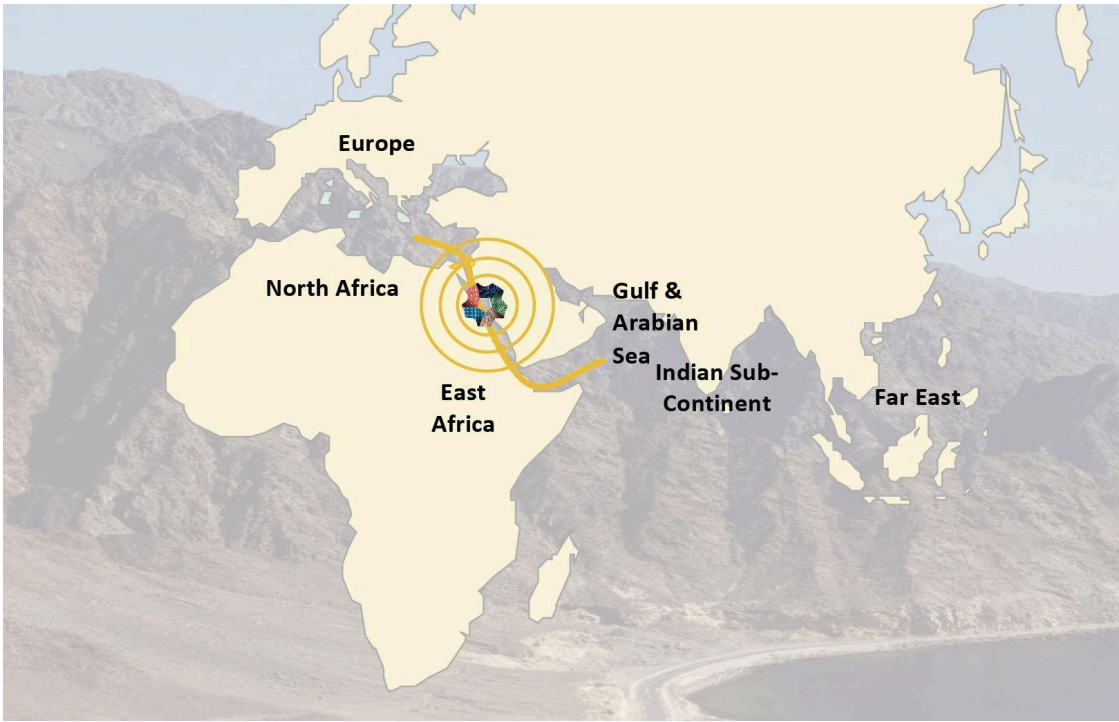 Europe
North Africa
Gulf &
Arabian
Sea
Indian Sub-
Continent
East
Africa
Far East